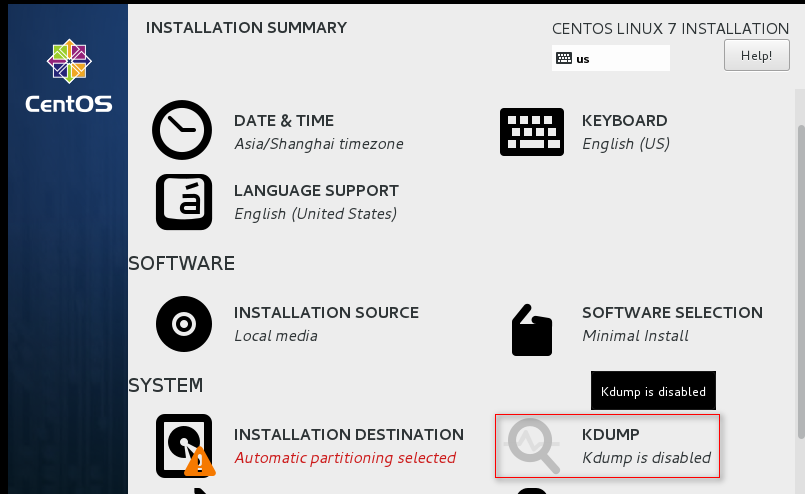 INSTALLATION SUMMARY
CENTOS LINUX 7 INSTALLATION
us
Help!
CentOS
DATE & TIME
Asia/Shanghai timezone
KEYBOARD
English (US)
á
LANGUAGE SUPPORT
English (United States)
SOFTWARE
INSTALLATION SOURCE
Local media
SOFTWARE SELECTION
Minimal Install
SYSTEM
Kdump is disabled
INSTALLATION DESTINATION
Automatic partitioning selected
KDUMP
Kdump is disabled